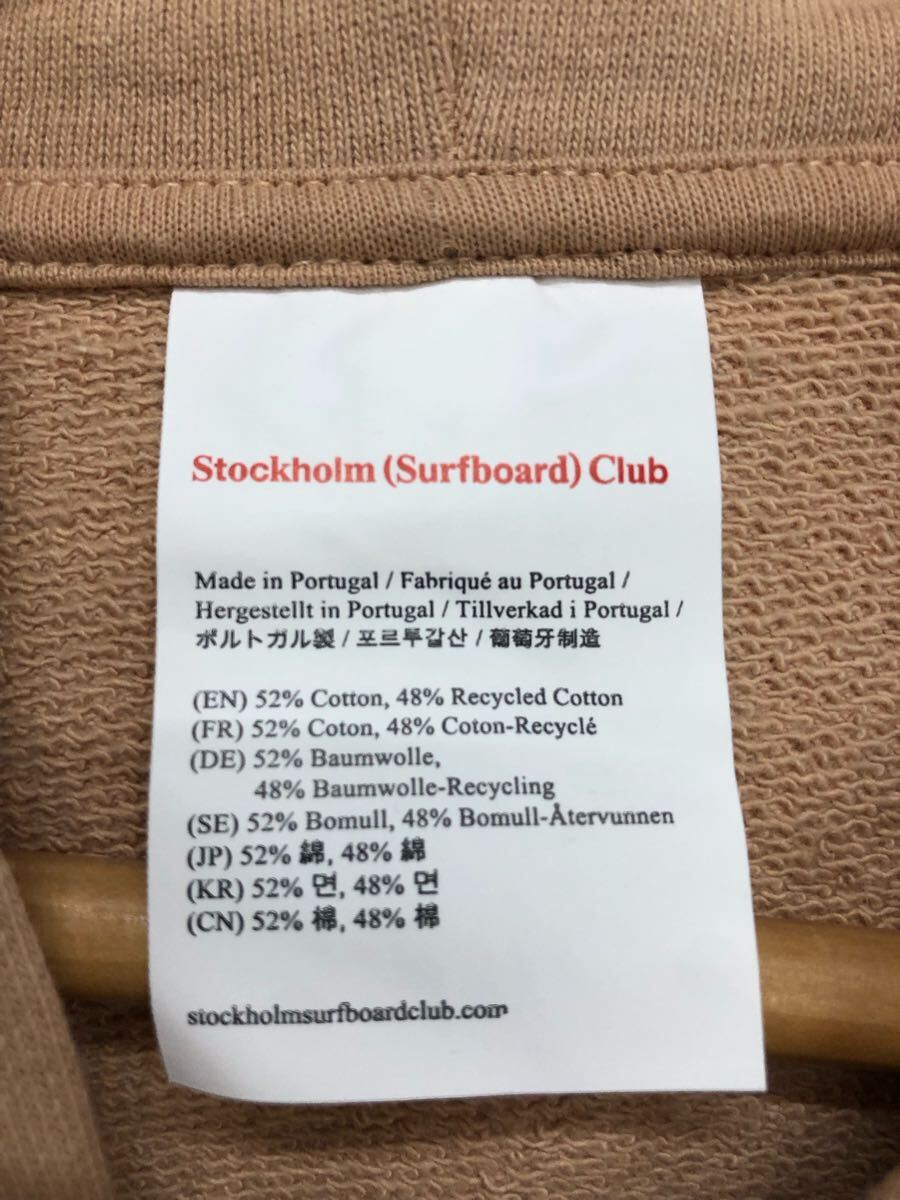 Stockholm (Surfboard) Club
Made in Portugal / Fabriqué au Portugal /
Hergestellt in Portugal / Tillverkad i Portugal /
ポルトガル製 / 포르투갈산 / 葡萄牙制造
(EN) 52% Cotton, 48% Recycled Cotton
(FR) 52% Coton, 48% Coton-Recyclé
(DE) 52% Baumwolle,
48% Baumwolle-Recycling
(SE) 52% Bomull, 48% Bomull-Återvunnen
(JP) 52% 綿, 48% 綿
(KR) 52% 면, 48% 면
(CN) 52% 棉, 48% 棉
stockholmsurfboardclub.com